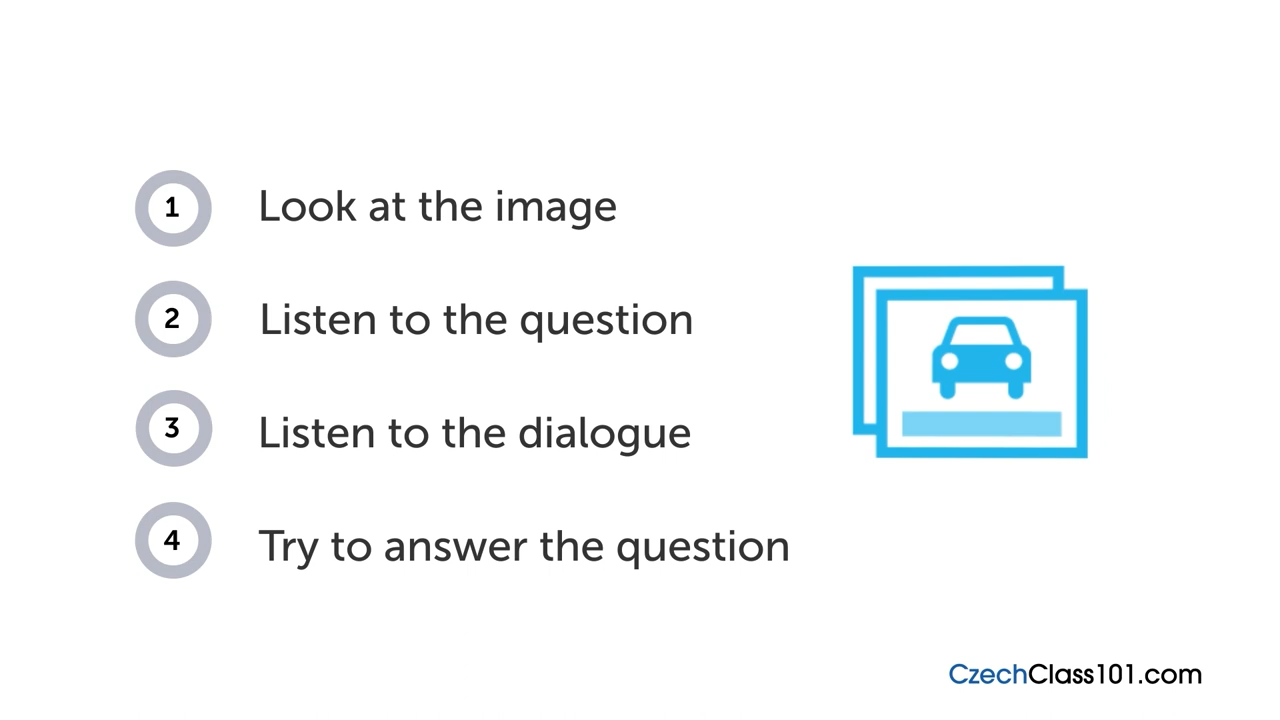 1 Look at the image
2 Listen to the question
3 Listen to the dialogue
4 Try to answer the question
CzechClass101.com